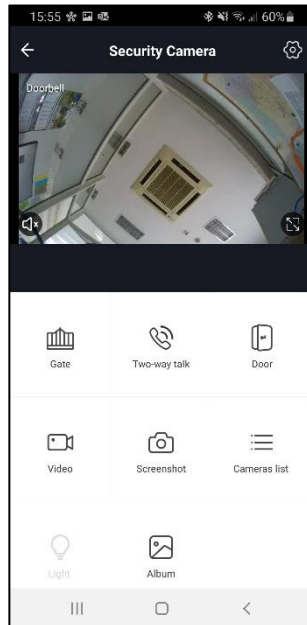 15:55 60%
Security Camera
Doorbell
Gate Two-way talk Door
Video Screenshot Cameras list
Light Album